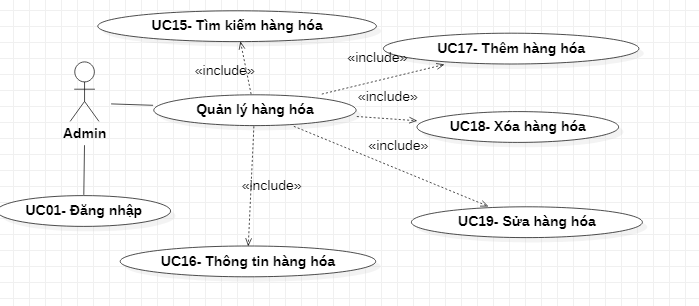 UC15- Tìm kiếm hàng hóa
UC17- Thêm hàng hóa
«include»
«include»
«include»
Quản lý hàng hóa
Admin
UC18- Xóa hàng hóa
«include»
«include»
UC01- Đăng nhập
UC19- Sửa hàng hóa
UC16- Thông tin hàng hóa